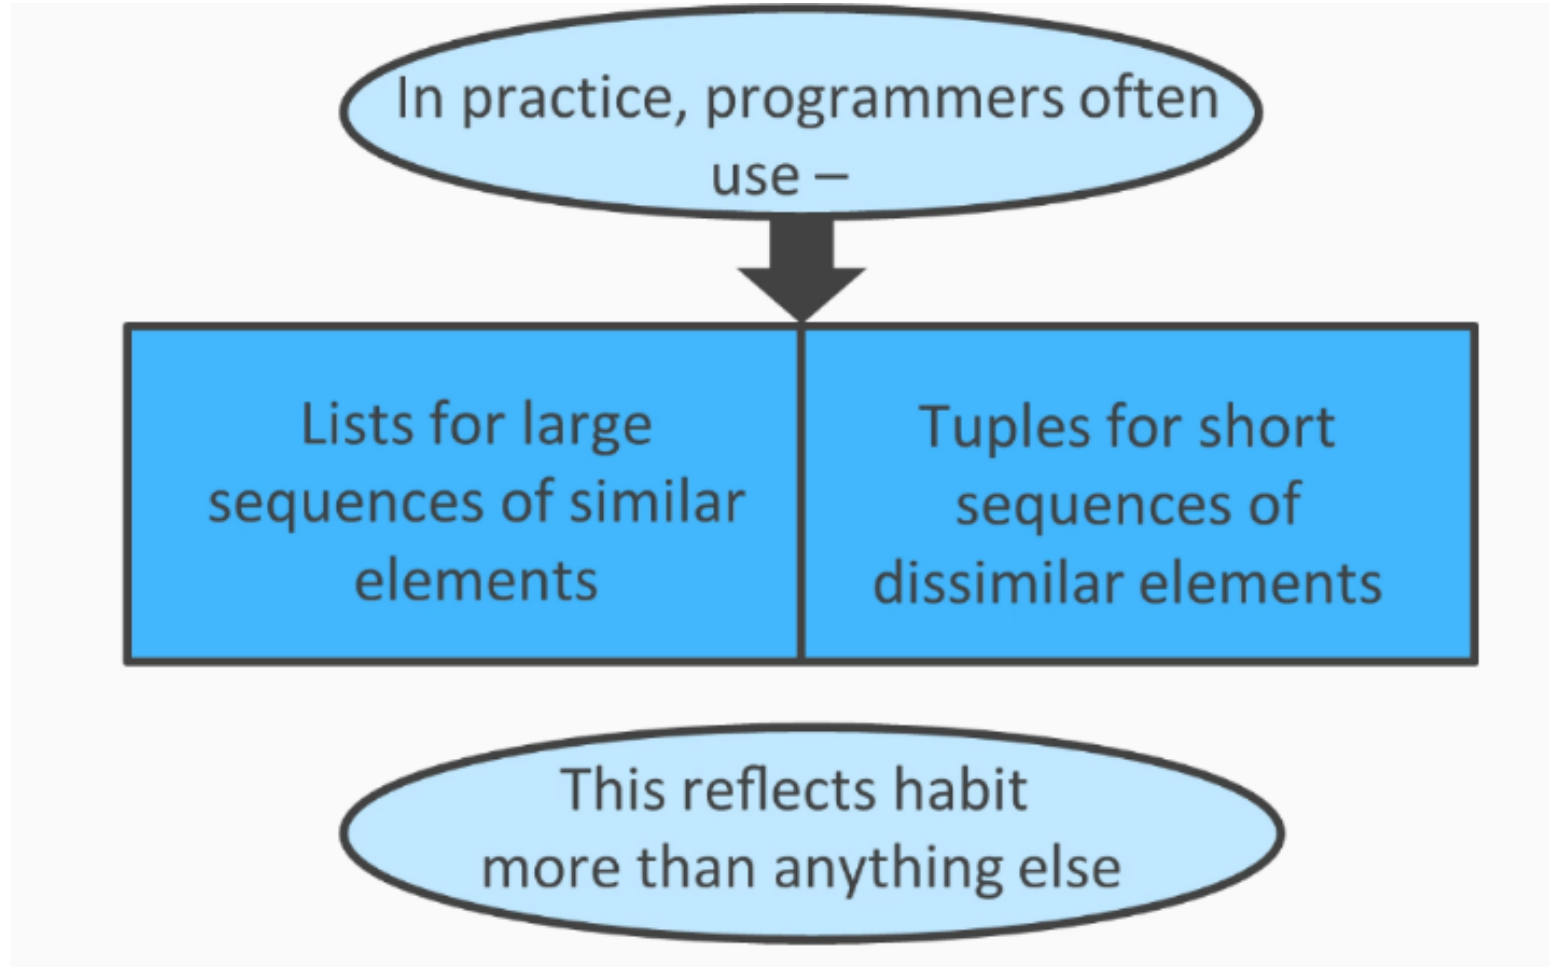 In practice, programmers often
use –
Lists for large
sequences of similar
elements
Tuples for short
sequences of
dissimilar elements
This reflects habit
more than anything else